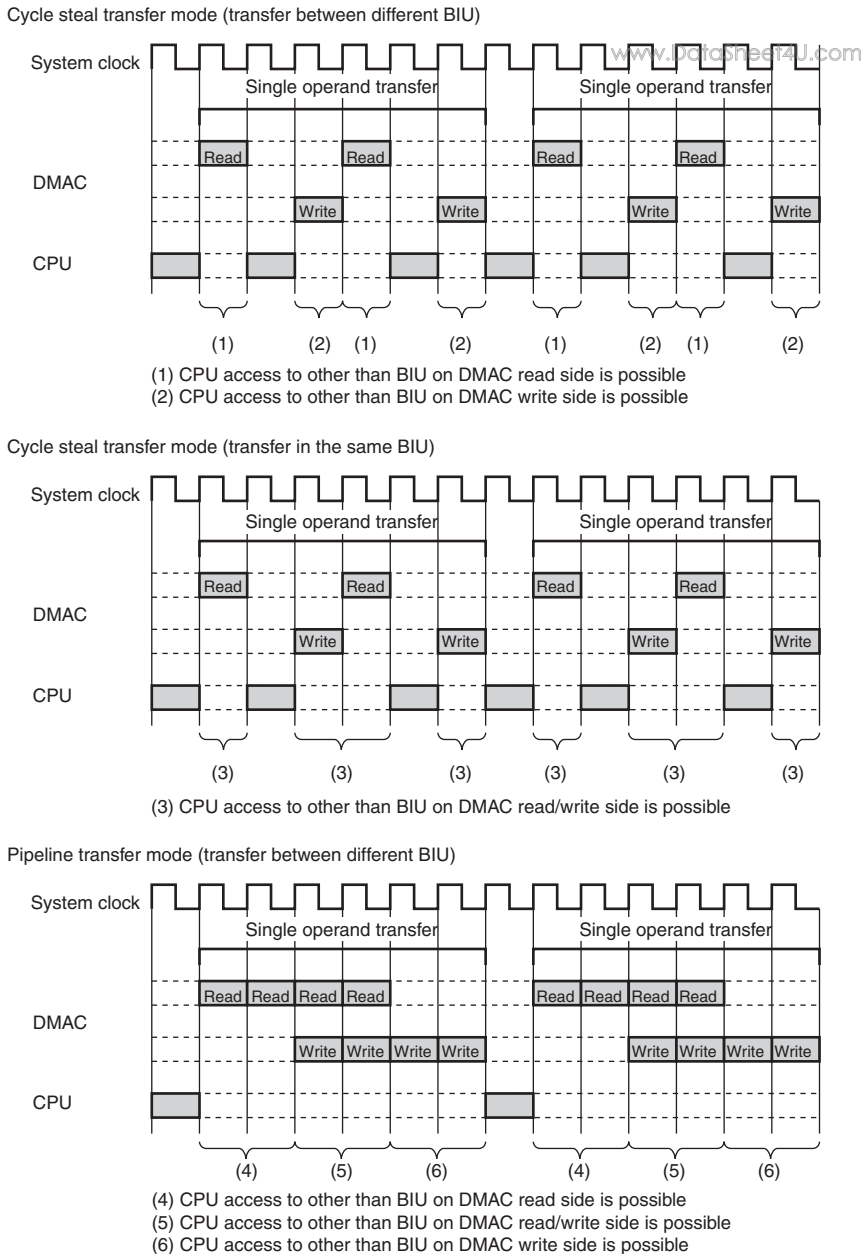 Cycle steal transfer mode (transfer between different BIU)
www.DataSheet4U.com
System clock
Single operand transfer Single operand transfer
Read Read Read Read
DMAC
Write Write Write Write
CPU
(1) (2) (1) (2) (1) (2) (1) (2)
(1) CPU access to other than BIU on DMAC read side is possible
(2) CPU access to other than BIU on DMAC write side is possible
Cycle steal transfer mode (transfer in the same BIU)
System clock
Single operand transfer Single operand transfer
Read Read Read Read
DMAC
Write Write Write Write
CPU
(3) (3) (3) (3) (3) (3)
(3) CPU access to other than BIU on DMAC read/write side is possible
Pipeline transfer mode (transfer between different BIU)
System clock
Single operand transfer Single operand transfer
Read Read Read Read Read Read Read Read
DMAC
Write Write Write Write Write Write Write Write
CPU
(4) (5) (6) (4) (5) (6)
(4) CPU access to other than BIU on DMAC read side is possible
(5) CPU access to other than BIU on DMAC read/write side is possible
(6) CPU access to other than BIU on DMAC write side is possible